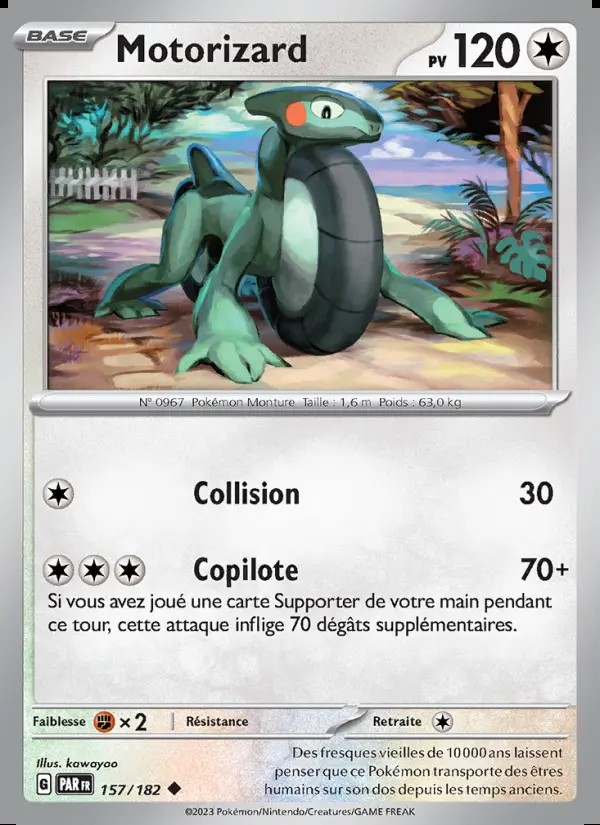 BASE
Motorizard
PV 120
N° 0967 Pokémon Monture Taille : 1,6 m Poids : 63,0 kg
Collision 30
Copilote 70+
Si vous avez joué une carte Supporter de votre main pendant
ce tour, cette attaque inflige 70 dégâts supplémentaires.
Faiblesse ×2 Résistance Retraite
Illus. kawayoo
G PAR FR 157/182
Des fresques vieilles de 10 000 ans laissent
penser que ce Pokémon transporte des êtres
humains sur son dos depuis les temps anciens.
©2023 Pokémon/Nintendo/Creatures/GAME FREAK